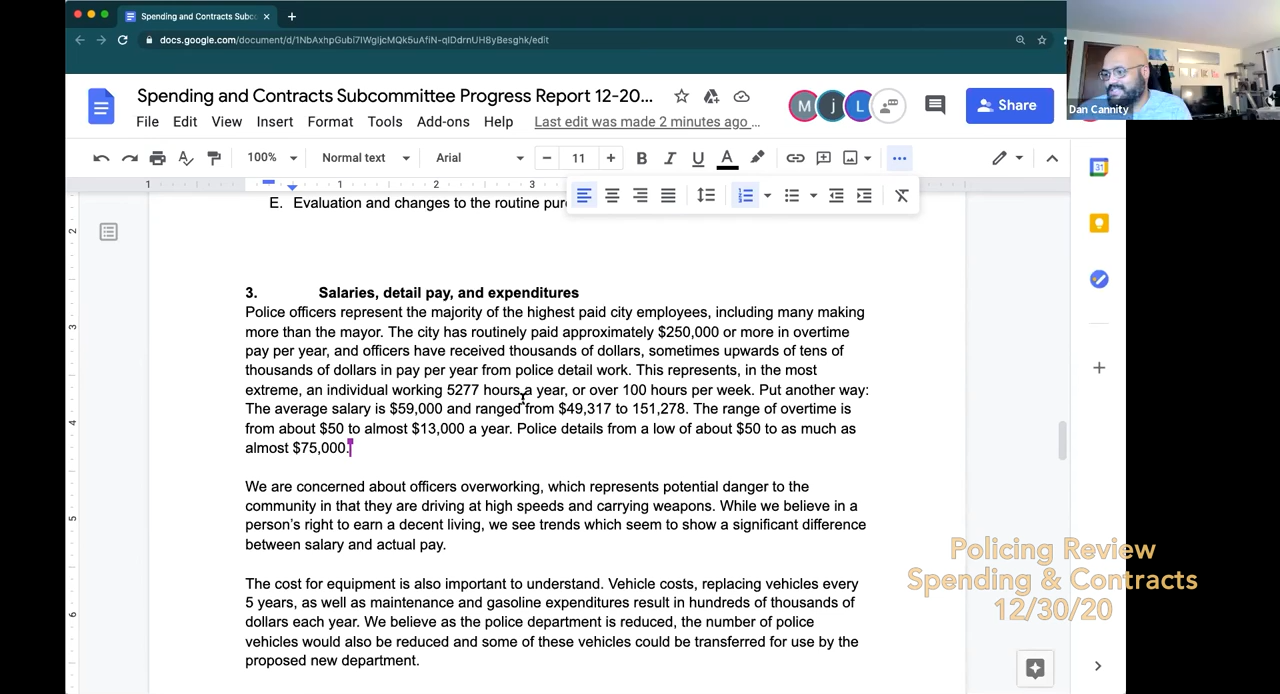 Spending and Contracts Subc
docs.google.com/document/d/1NbAxhpGubi7IWgljcMQk5uAfiN-qIDdrnUH8yBesghk/edit
Dan Cannity
Spending and Contracts Subcommittee Progress Report 12-20...
M j L
Share
File Edit View Insert Format Tools Add-ons Help Last edit was made 2 minutes ago ...
100% Normal text Arial 11 B I U A
1 1 2 3
E. Evaluation and changes to the routine pur
3. Salaries, detail pay, and expenditures
Police officers represent the majority of the highest paid city employees, including many making
more than the mayor. The city has routinely paid approximately $250,000 or more in overtime
pay per year, and officers have received thousands of dollars, sometimes upwards of tens of
thousands of dollars in pay per year from police detail work. This represents, in the most
extreme, an individual working 5277 hours a year, or over 100 hours per week. Put another way:
The average salary is $59,000 and ranged from $49,317 to 151,278. The range of overtime is
from about $50 to almost $13,000 a year. Police details from a low of about $50 to as much as
almost $75,000.
We are concerned about officers overworking, which represents potential danger to the
community in that they are driving at high speeds and carrying weapons. While we believe in a
person's right to earn a decent living, we see trends which seem to show a significant difference
between salary and actual pay.
The cost for equipment is also important to understand. Vehicle costs, replacing vehicles every
5 years, as well as maintenance and gasoline expenditures result in hundreds of thousands of
dollars each year. We believe as the police department is reduced, the number of police
vehicles would also be reduced and some of these vehicles could be transferred for use by the
proposed new department.
2
3
4
5
6
31
Policing Review
Spending & Contracts
12/30/20